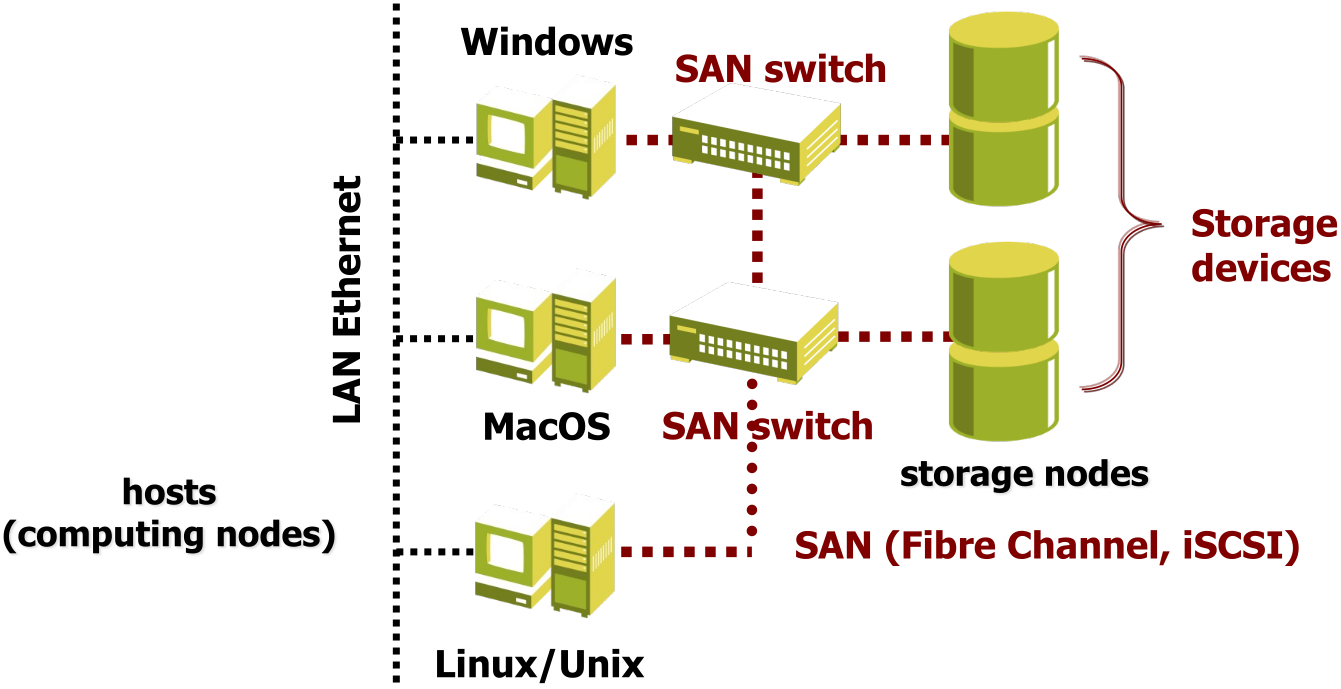 Windows
SAN switch
LAN Ethernet
Storage
devices
MacOS
SAN switch
storage nodes
hosts
(computing nodes)
SAN (Fibre Channel, iSCSI)
Linux/Unix